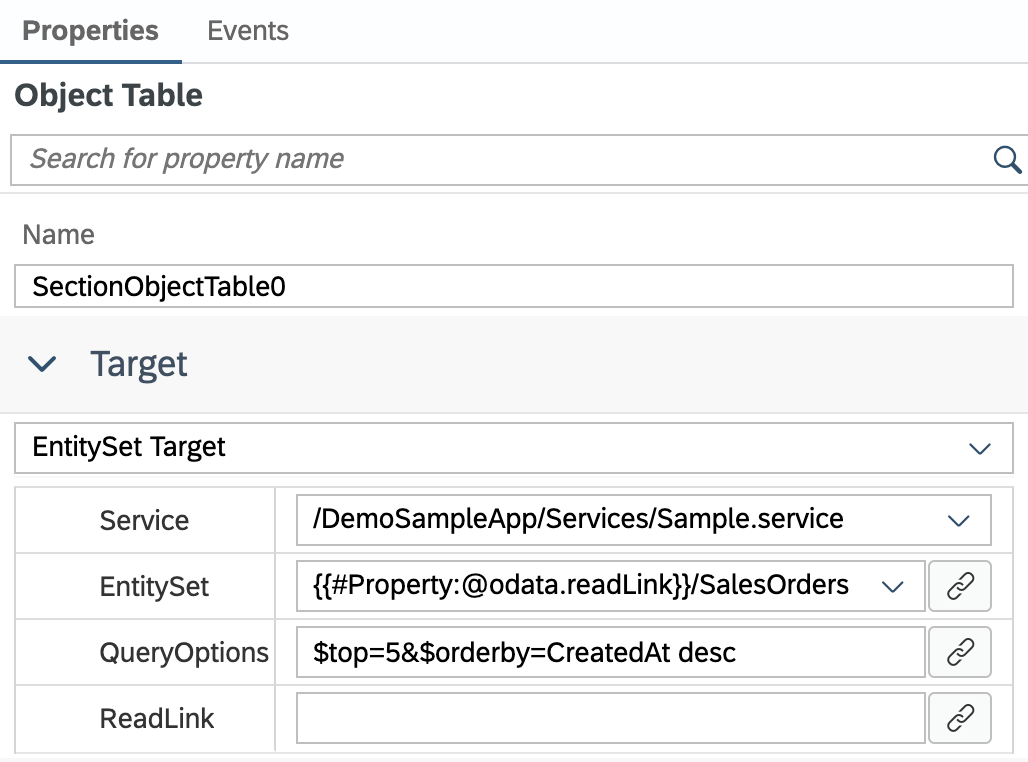 Properties Events
Object Table
Search for property name
Name
SectionObjectTable0
Target
EntitySet Target
Service /DemoSampleApp/Services/Sample.service
EntitySet {{#Property:@odata.readLink}}/SalesOrders
QueryOptions $top=5&$orderby=CreatedAt desc
ReadLink